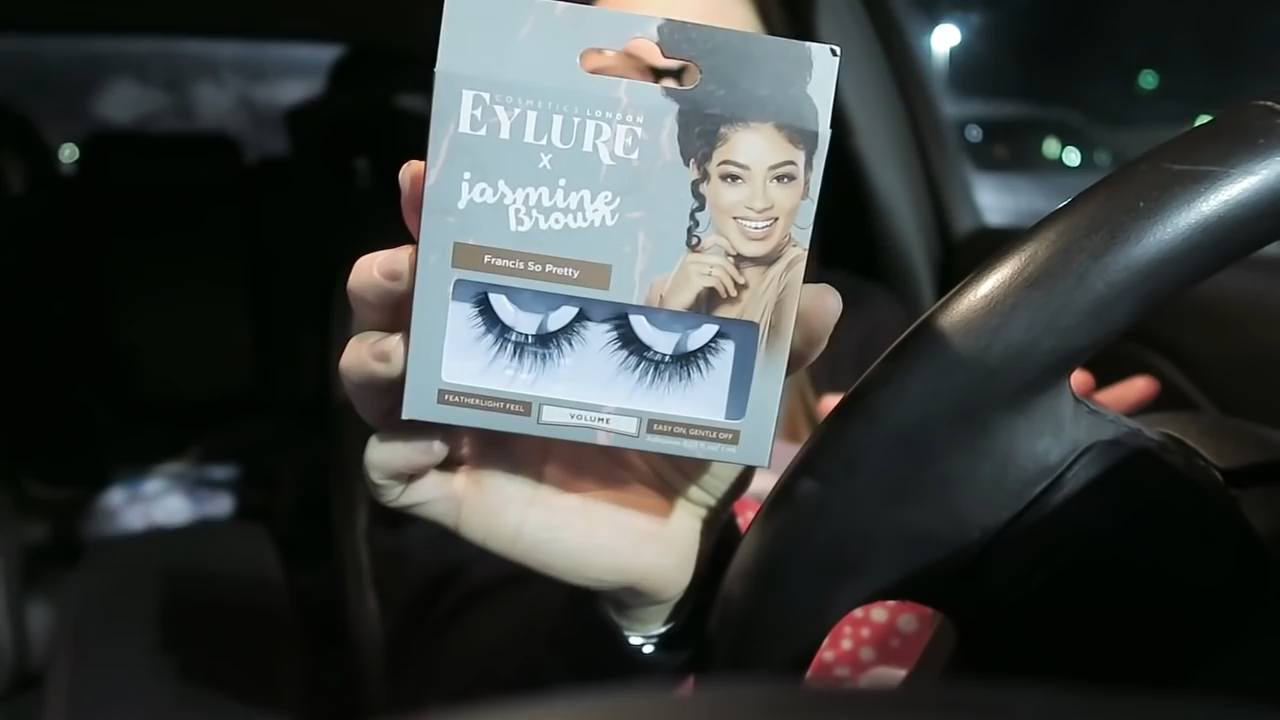 COSMETICS LONDON
EYLURE
X
jasmine
Brown
Francis So Pretty
FEATHERLIGHT FEEL
VOLUME
EASY ON, GENTLE OFF